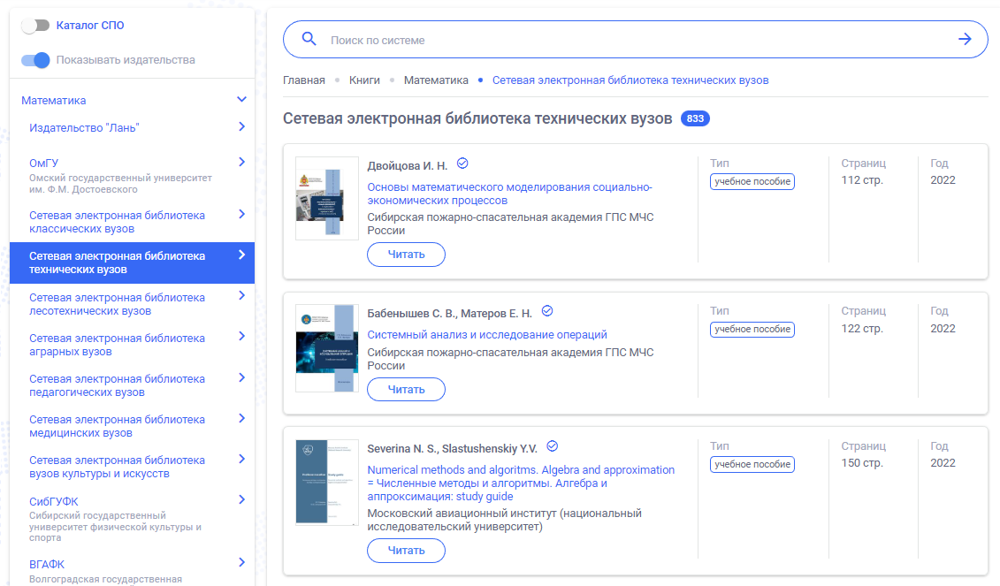 Каталог СПО
Показывать издательства
Математика
Издательство "Лань"
ОмГУ
Омский государственный университет
им. Ф.М. Достоевского
Сетевая электронная библиотека
классических вузов
Сетевая электронная библиотека
технических вузов
Сетевая электронная библиотека
лесотехнических вузов
Сетевая электронная библиотека
аграрных вузов
Сетевая электронная библиотека
педагогических вузов
Сетевая электронная библиотека
медицинских вузов
Сетевая электронная библиотека
вузов культуры и искусств
СибГУФК
Сибирский государственный
университет физической культуры и
спорта
ВГАФК
Волгоградская государственная
Поиск по системе
Главная • Книги • Математика • Сетевая электронная библиотека технических вузов
Сетевая электронная библиотека технических вузов 833
Двойцова И. Н.
Основы математического моделирования социально-
экономических процессов
Сибирская пожарно-спасательная академия ГПС МЧС
России
Читать
Тип
учебное пособие
Страниц
112 стр.
Год
2022
Бабенышев С. В., Матеров Е. Н.
Системный анализ и исследование операций
Сибирская пожарно-спасательная академия ГПС МЧС
России
Читать
Тип
учебное пособие
Страниц
122 стр.
Год
2022
Severina N. S., Slastushenskiy Y.V.
Numerical methods and algoritms. Algebra and approximation
= Численные методы и алгоритмы. Алгебра и
аппроксимация: study guide
Московский авиационный институт (национальный
исследовательский университет)
Читать
Тип
учебное пособие
Страниц
150 стр.
Год
2022